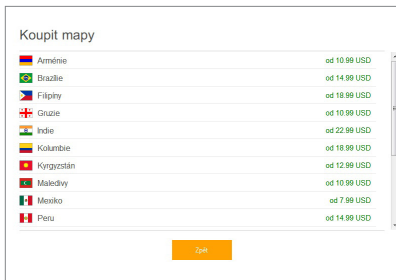 Koupit mapy
Arménie od 10.99 USD
Brazílie od 14.99 USD
Filipíny od 18.99 USD
Gruzie od 10.99 USD
Indie od 22.99 USD
Kolumbie od 18.99 USD
Kyrgyzstán od 12.99 USD
Maledivy od 10.99 USD
Mexiko od 7.99 USD
Peru od 14.99 USD
Zpět